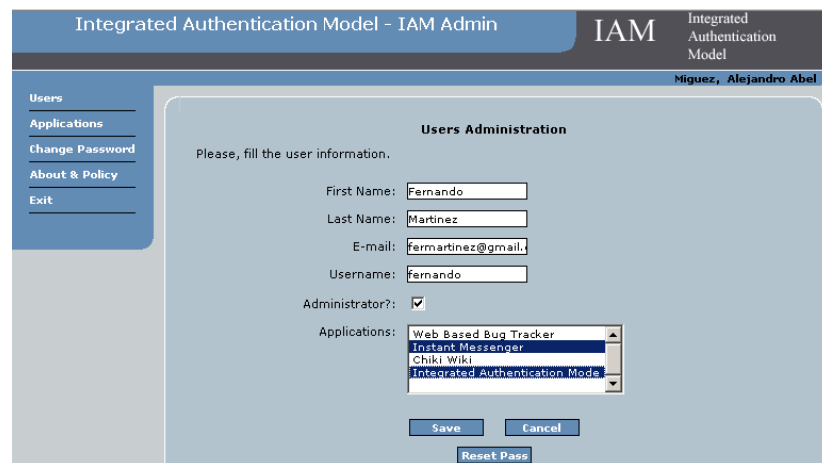 Integrated Authentication Model - IAM Admin
IAM
Integrated
Authentication
Model
Miguez, Alejandro Abel
Users
Applications
Change Password
About & Policy
Exit
Users Administration
Please, fill the user information.
First Name: Fernando
Last Name: Martinez
E-mail: fermartinez@gmail.
Username: fernando
Administrator?:
Applications: Web Based Bug Tracker
Instant Messenger
Chiki Wiki
Integrated Authentication Mode
Save Cancel
Reset Pass